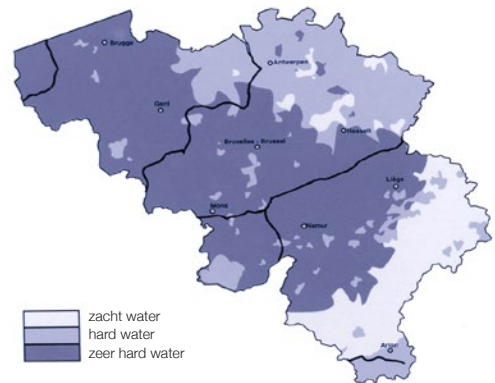 Brugge
Antwerpen
Gent
Hasselt
Bruxelles - Brussel
Liège
Mons
Namur
Arlon
zacht water
hard water
zeer hard water